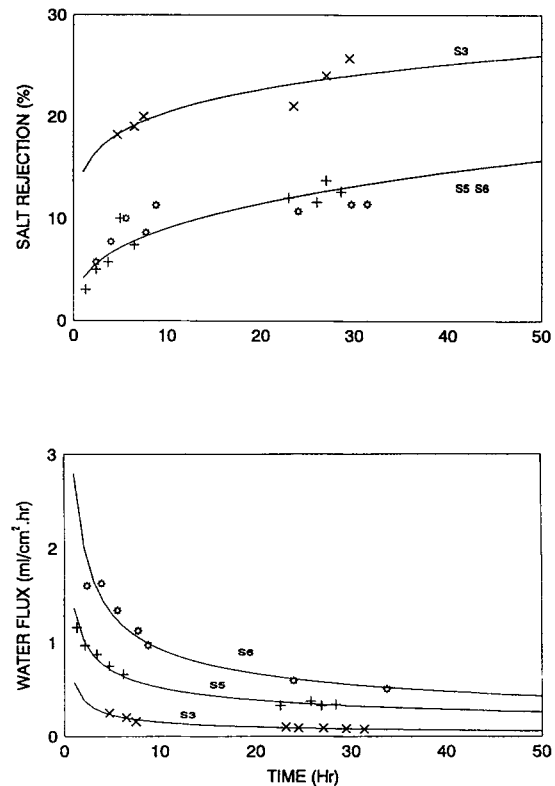 30
20
10
0
SALT REJECTION (%)
S3
S5 S6
0 10 20 30 40 50
3
2
1
0
WATER FLUX (ml/cm².hr)
S6
S5
S3
0 10 20 30 40 50
TIME (Hr)